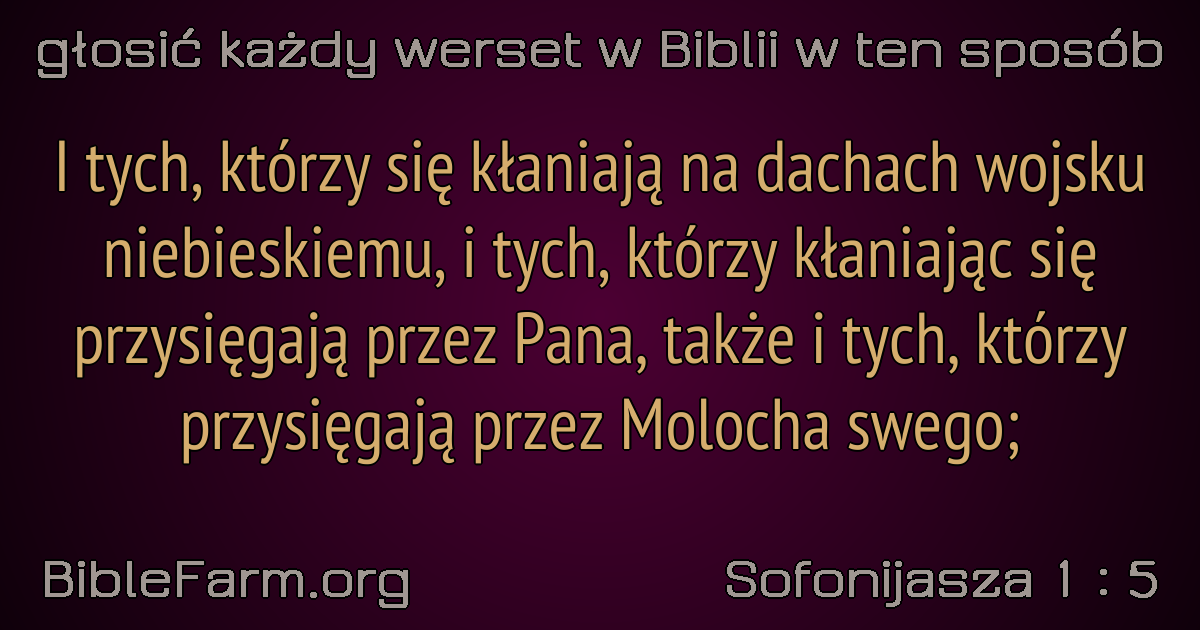 głosić każdy werset w Biblii w ten sposób
I tych, którzy się kłaniają na dachach wojsku
niebieskiemu, i tych, którzy kłaniając się
przysięgają przez Pana, także i tych, którzy
przysięgają przez Molocha swego;
BibleFarm.org
Sofonijasza 1 : 5